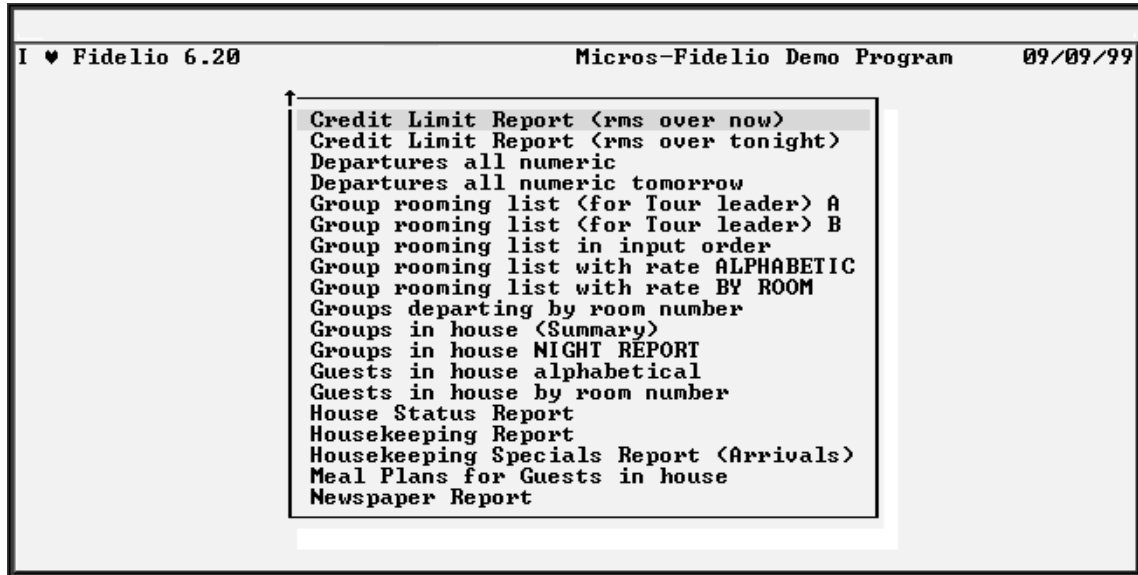 I ♥ Fidelio 6.20 Micros-Fidelio Demo Program 09/09/99
Credit Limit Report (rms over now)
Credit Limit Report (rms over tonight)
Departures all numeric
Departures all numeric tomorrow
Group rooming list (for Tour leader) A
Group rooming list (for Tour leader) B
Group rooming list in input order
Group rooming list with rate ALPHABETIC
Group rooming list with rate BY ROOM
Groups departing by room number
Groups in house (Summary)
Groups in house NIGHT REPORT
Guests in house alphabetical
Guests in house by room number
House Status Report
Housekeeping Report
Housekeeping Specials Report (Arrivals)
Meal Plans for Guests in house
Newspaper Report